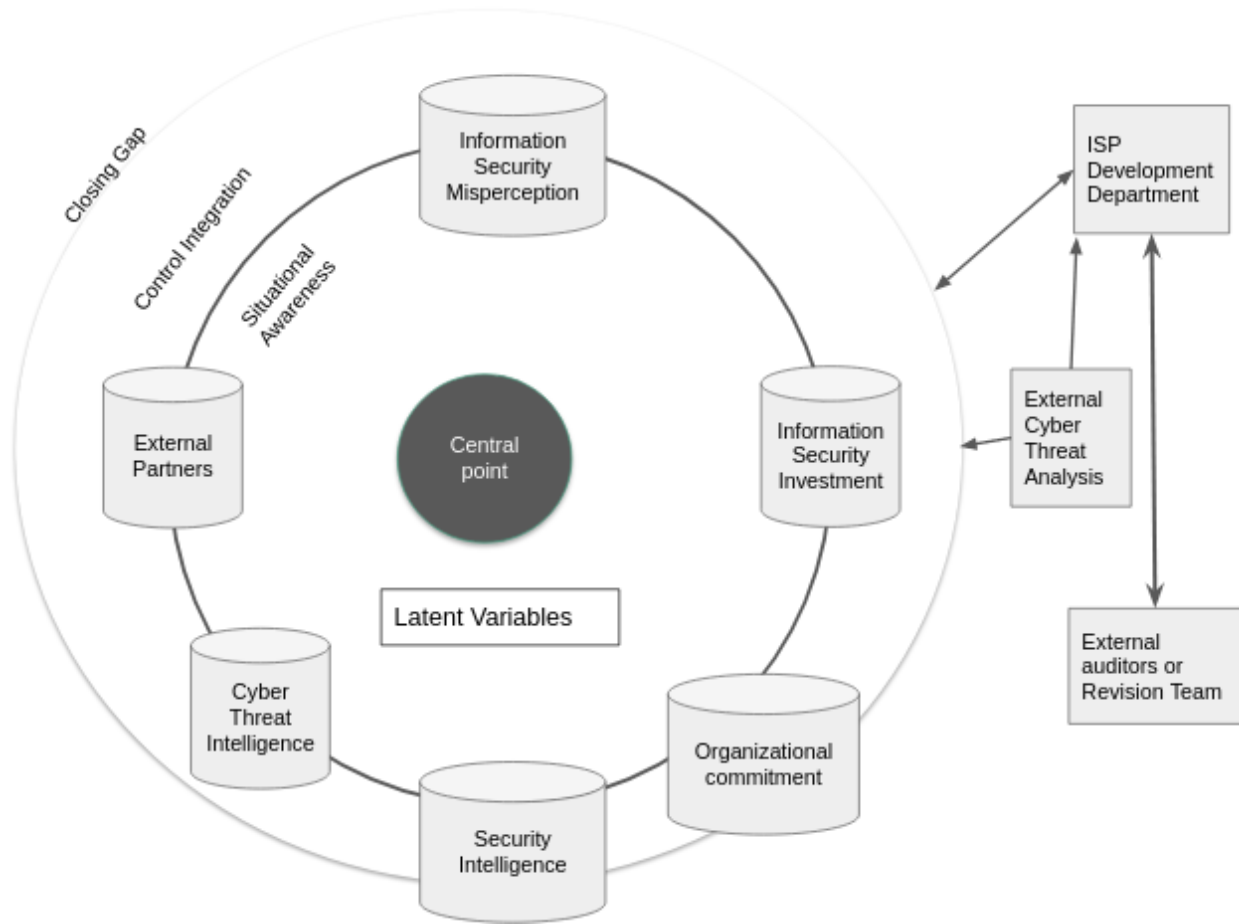 Information
Security
Misperception
Closing Gap
Control Integration
Situational
Awareness
ISP
Development
Department
External
Partners
Central
point
Information
Security
Investment
External
Cyber
Threat
Analysis
Latent Variables
Cyber
Threat
Intelligence
Organizational
commitment
External
auditors or
Revision Team
Security
Intelligence